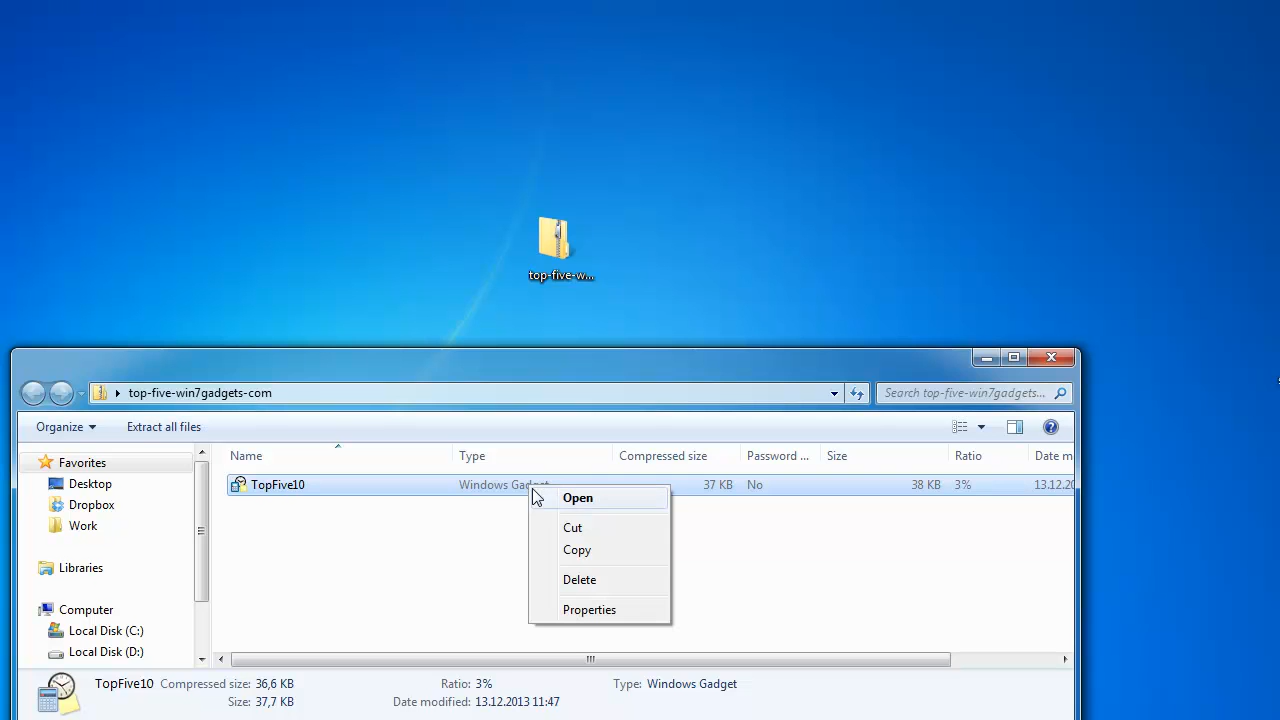 top-five-w...
top-five-win7gadgets-com
Search top-five-win7gadgets...
Organize
Extract all files
Name Type Compressed size Password ... Size Ratio Date m
TopFive10 Windows Gadget 37 KB No 38 KB 3% 13.12.20
Open
Cut
Copy
Delete
Properties
Favorites
Desktop
Dropbox
Work
Libraries
Computer
Local Disk (C:)
Local Disk (D:)
TopFive10 Compressed size: 36,6 KB Ratio: 3% Type: Windows Gadget
Size: 37,7 KB Date modified: 13.12.2013 11:47